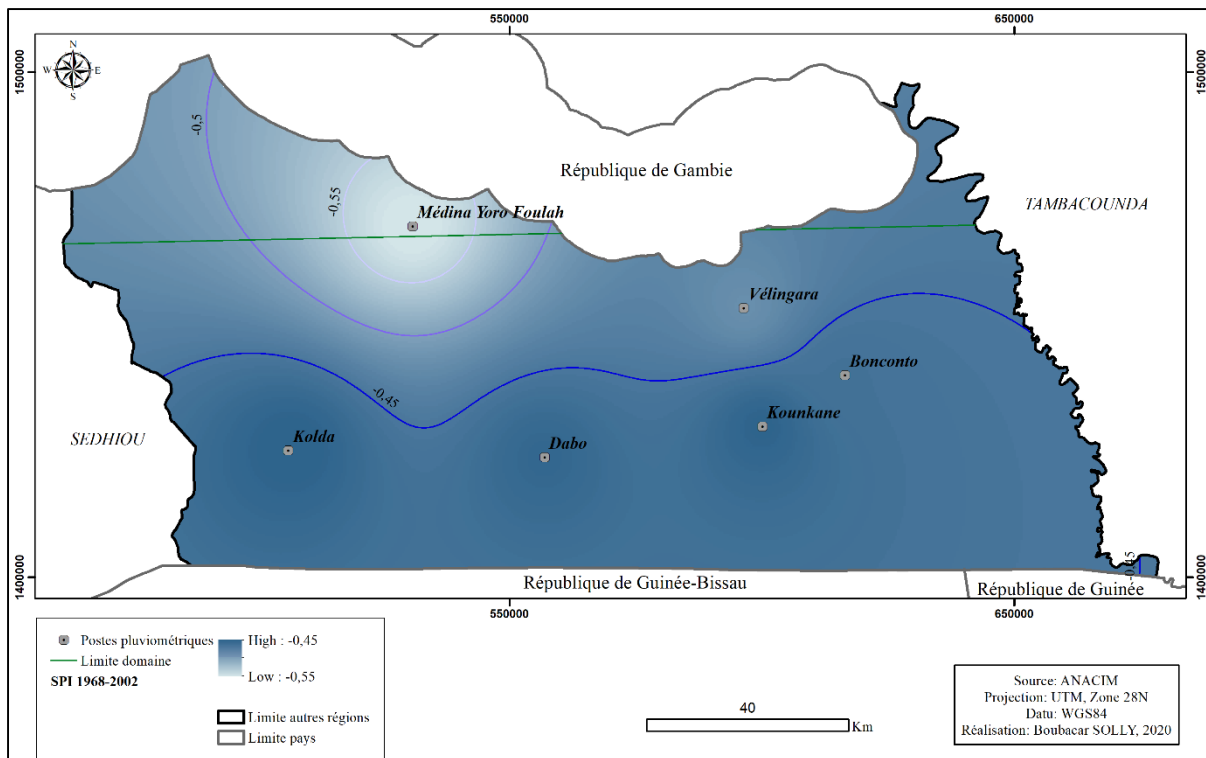 550000
650000
1500000
1500000
N
W
E
S
-0,5
République de Gambie
-0,55
Médina Yoro Foulah
TAMBACOUNDA
Vélingara
Bonconto
-0,45
Kounkane
SEDHIOU
Kolda
Dabo
-0,45
1400000
1400000
République de Guinée-Bissau
République de Guinée
550000
650000
Postes pluviométriques
Limite domaine
SPI 1968-2002
High : -0,45
Low : -0,55
Limite autres régions
Limite pays
40
Km
Source: ANACIM
Projection: UTM, Zone 28N
Datu: WGS84
Réalisation: Boubacar SOLLY, 2020